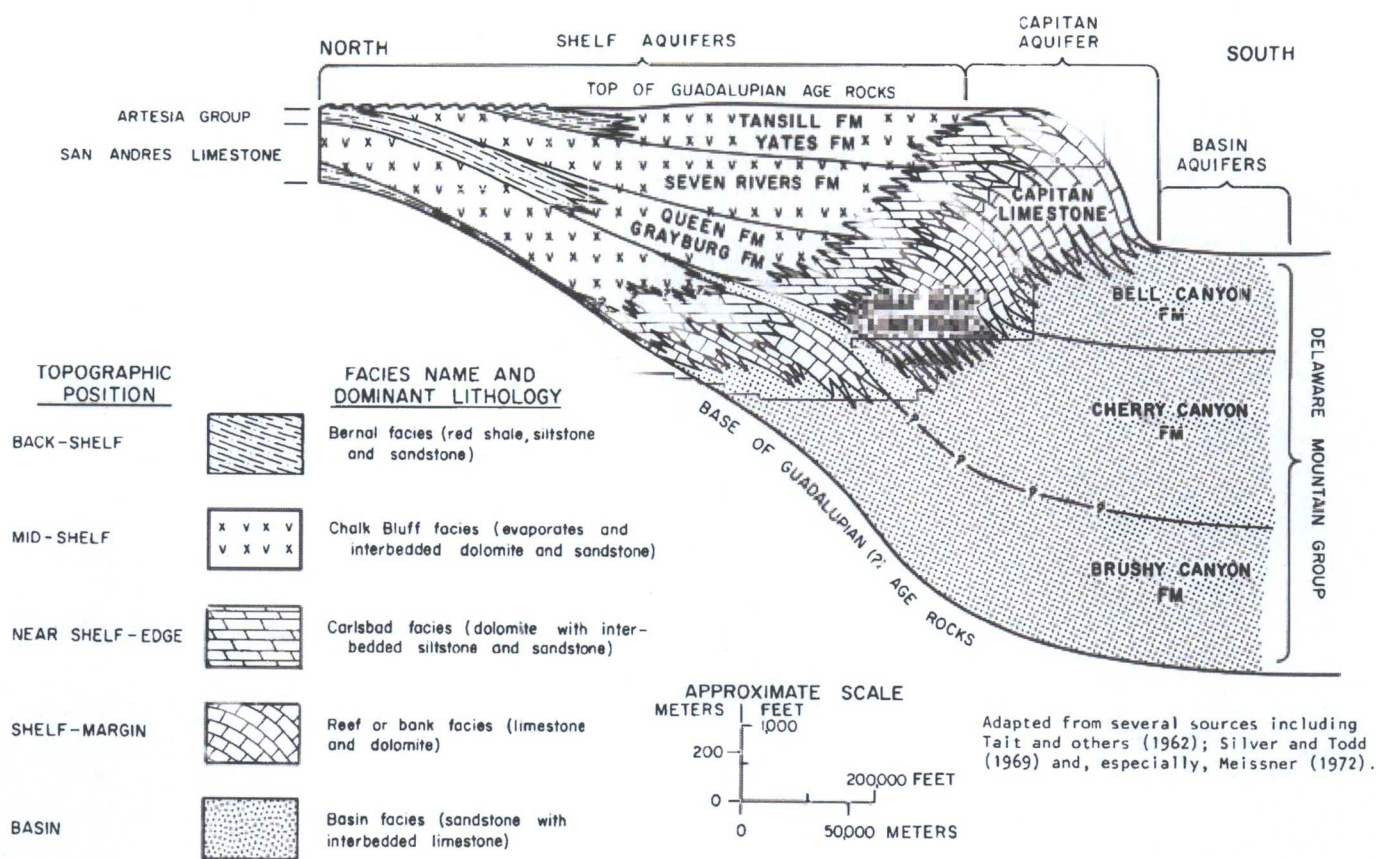 NORTH
SHELF AQUIFERS
CAPITAN
AQUIFER
SOUTH
TOP OF GUADALUPIAN AGE ROCKS
ARTESIA GROUP
SAN ANDRES LIMESTONE
BASIN
AQUIFERS
TANSILL FM
YATES FM
SEVEN RIVERS FM
QUEEN FM
GRAYBURG FM
CAPITAN
LIMESTONE
BELL CANYON
FM
CHERRY CANYON
FM
BRUSHY CANYON
FM
DELAWARE MOUNTAIN GROUP
BASE OF GUADALUPIAN (?) AGE ROCKS
TOPOGRAPHIC
POSITION
FACIES NAME AND
DOMINANT LITHOLOGY
BACK-SHELF
Bernal facies (red shale, siltstone
and sandstone)
MID-SHELF
Chalk Bluff facies (evaporates and
interbedded dolomite and sandstone)
NEAR SHELF-EDGE
Carlsbad facies (dolomite with inter-
bedded siltstone and sandstone)
SHELF-MARGIN
Reef or bank facies (limestone
and dolomite)
BASIN
Basin facies (sandstone with
interbedded limestone)
APPROXIMATE SCALE
METERS FEET
1,000
200
200,000 FEET
0
0 50,000 METERS
Adapted from several sources including
Tait and others (1962); Silver and Todd
(1969) and, especially, Meissner (1972).